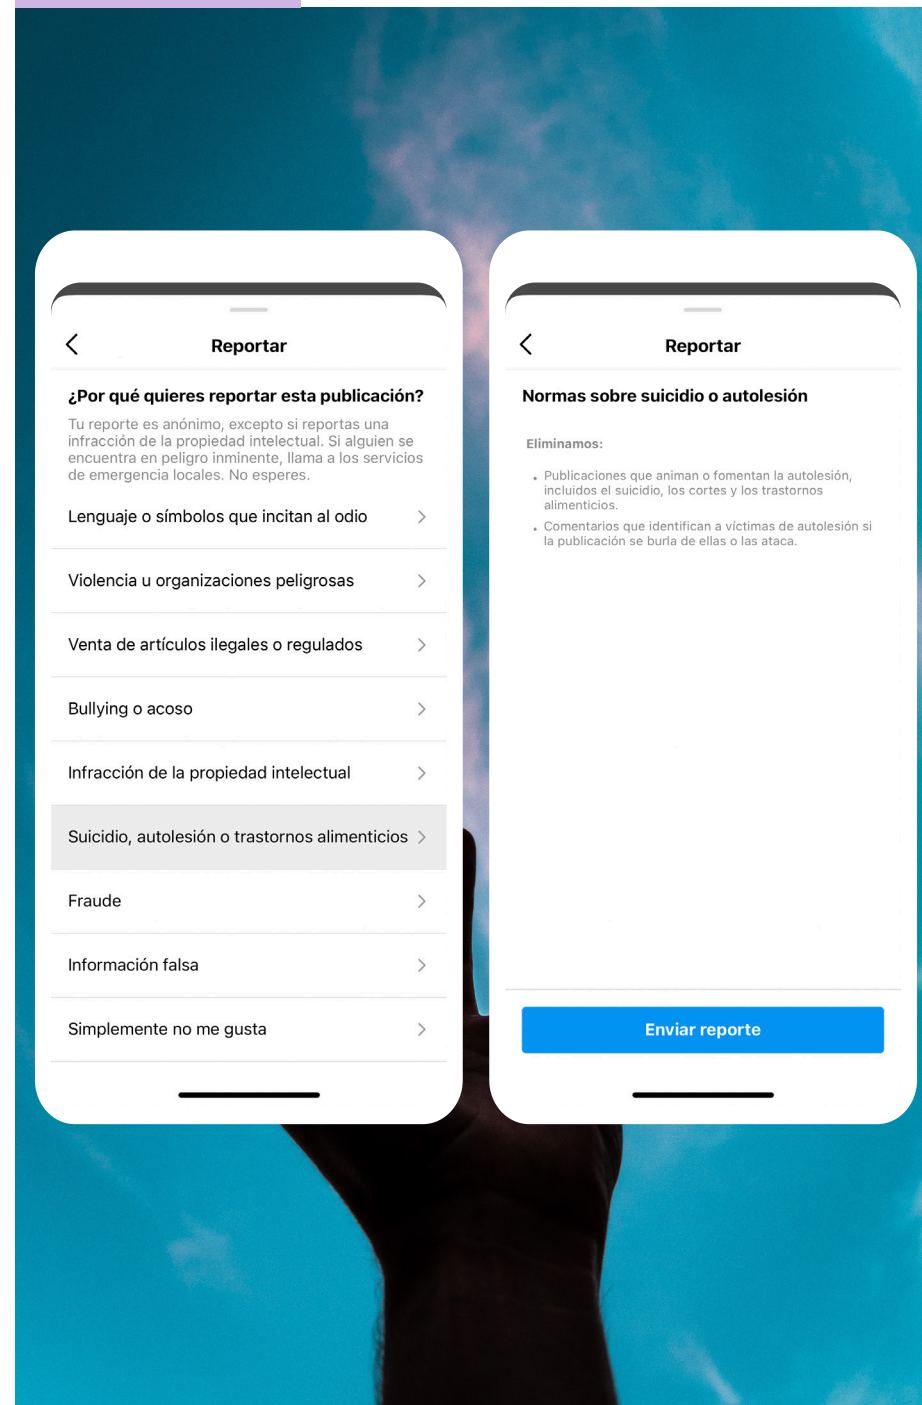 Reportar
¿Por qué quieres reportar esta publicación?
Tu reporte es anónimo, excepto si reportas una
infracción de la propiedad intelectual. Si alguien se
encuentra en peligro inminente, llama a los servicios
de emergencia locales. No esperes.
Lenguaje o símbolos que incitan al odio
Violencia u organizaciones peligrosas
Venta de artículos ilegales o regulados
Bullying o acoso
Infracción de la propiedad intelectual
Suicidio, autolesión o trastornos alimenticios
Fraude
Información falsa
Simplemente no me gusta
Reportar
Normas sobre suicidio o autolesión
Eliminamos:
• Publicaciones que animan o fomentan la autolesión,
incluidos el suicidio, los cortes y los trastornos
alimenticios.
• Comentarios que identifican a víctimas de autolesión si
la publicación se burla de ellas o las ataca.
Enviar reporte